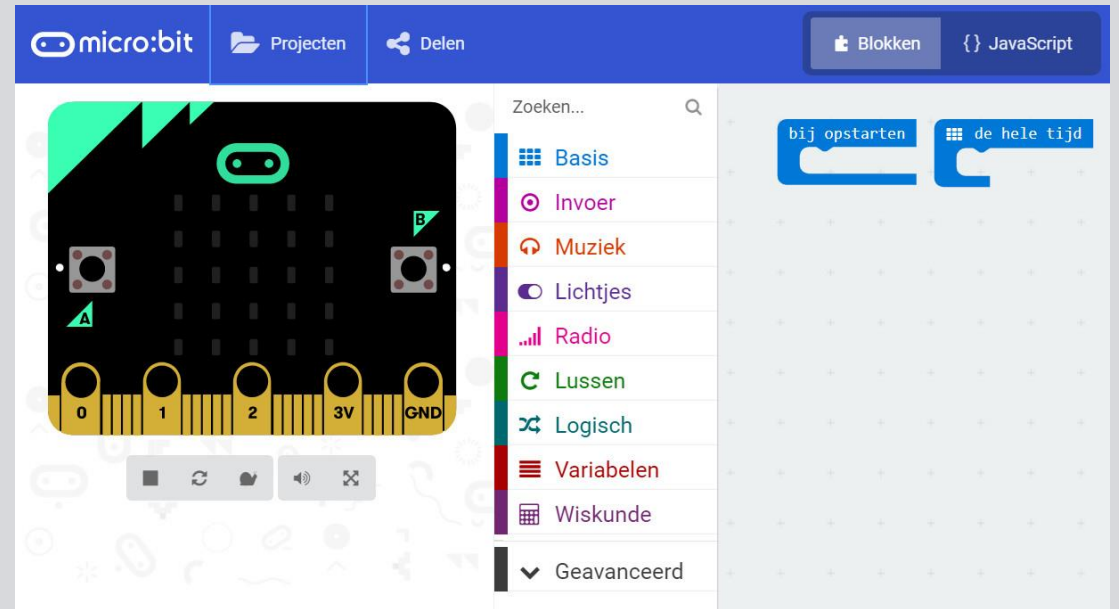 micro:bit
Projecten
Delen
Blokken
{ } JavaScript
Zoeken...
Basis
Invoer
Muziek
Lichtjes
Radio
Lussen
Logisch
Variabelen
Wiskunde
Geavanceerd
B
A
0 1 2 3V GND
bij opstarten
de hele tijd